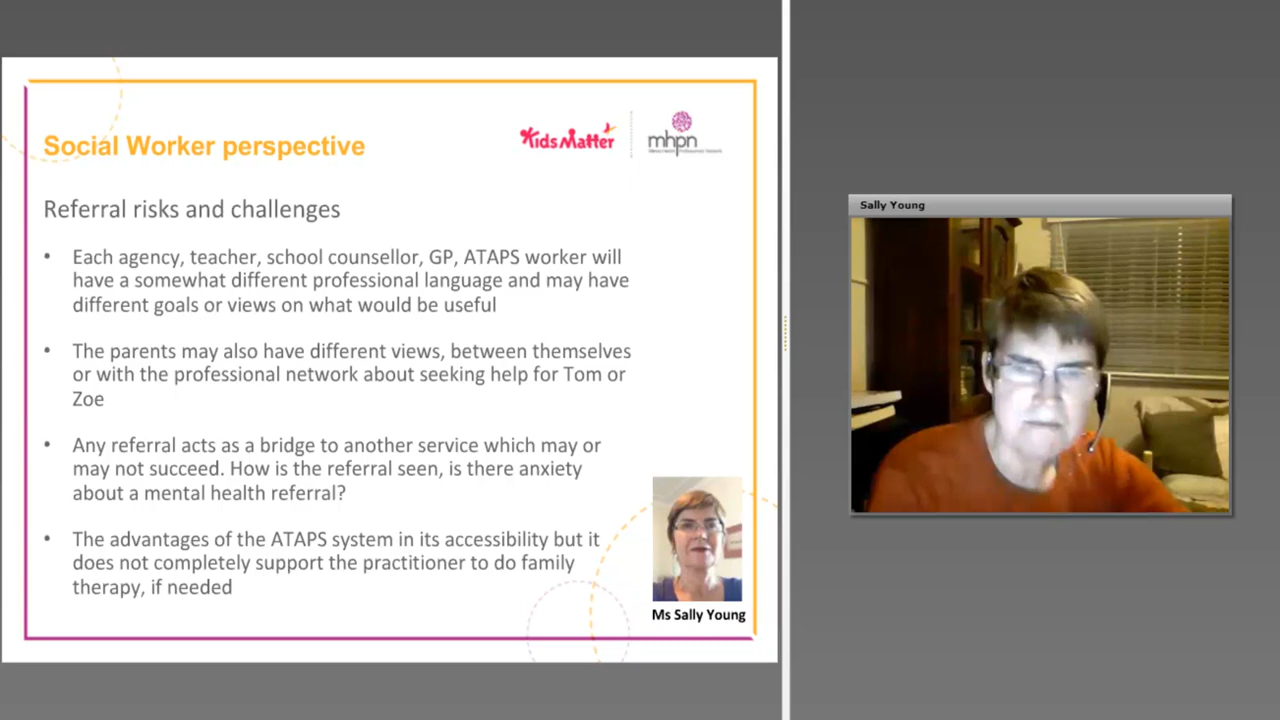 Social Worker perspective
KidsMatter
mhpn
Referral risks and challenges
• Each agency, teacher, school counsellor, GP, ATAPS worker will
have a somewhat different professional language and may have
different goals or views on what would be useful
• The parents may also have different views, between themselves
or with the professional network about seeking help for Tom or
Zoe
• Any referral acts as a bridge to another service which may or
may not succeed. How is the referral seen, is there anxiety
about a mental health referral?
• The advantages of the ATAPS system in its accessibility but it
does not completely support the practitioner to do family
therapy, if needed
Ms Sally Young
Sally Young